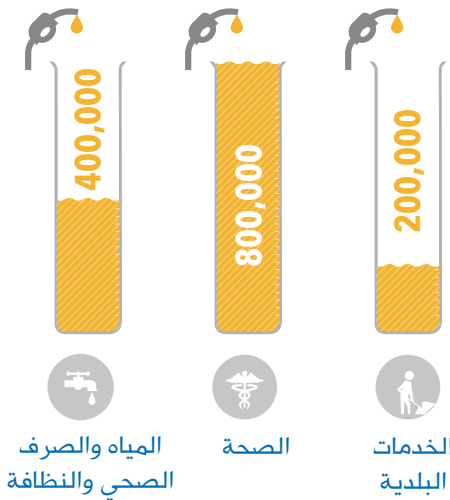 400,000
800,000
200,000
المياه والصرف
الصحي والنظافة
الصحة
الخدمات
البلدية